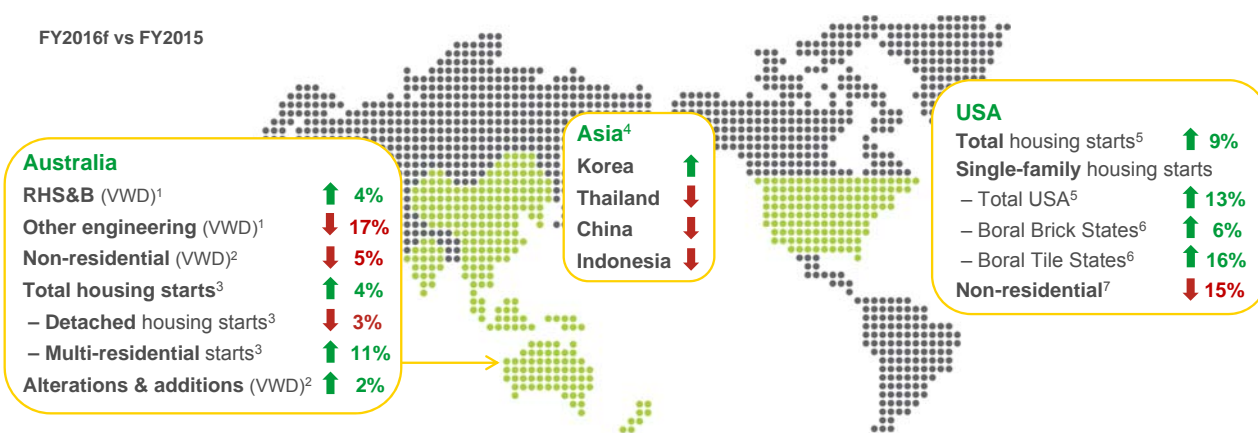 FY2016f vs FY2015
Australia
RHS&B (VWD)1 4%
Other engineering (VWD)1 17%
Non-residential (VWD)2 5%
Total housing starts3 4%
– Detached housing starts3 3%
– Multi-residential starts3 11%
Alterations & additions (VWD)2 2%
Asia4
Korea
Thailand
China
Indonesia
USA
Total housing starts5 9%
Single-family housing starts
– Total USA5 13%
– Boral Brick States6 6%
– Boral Tile States6 16%
Non-residential7 15%